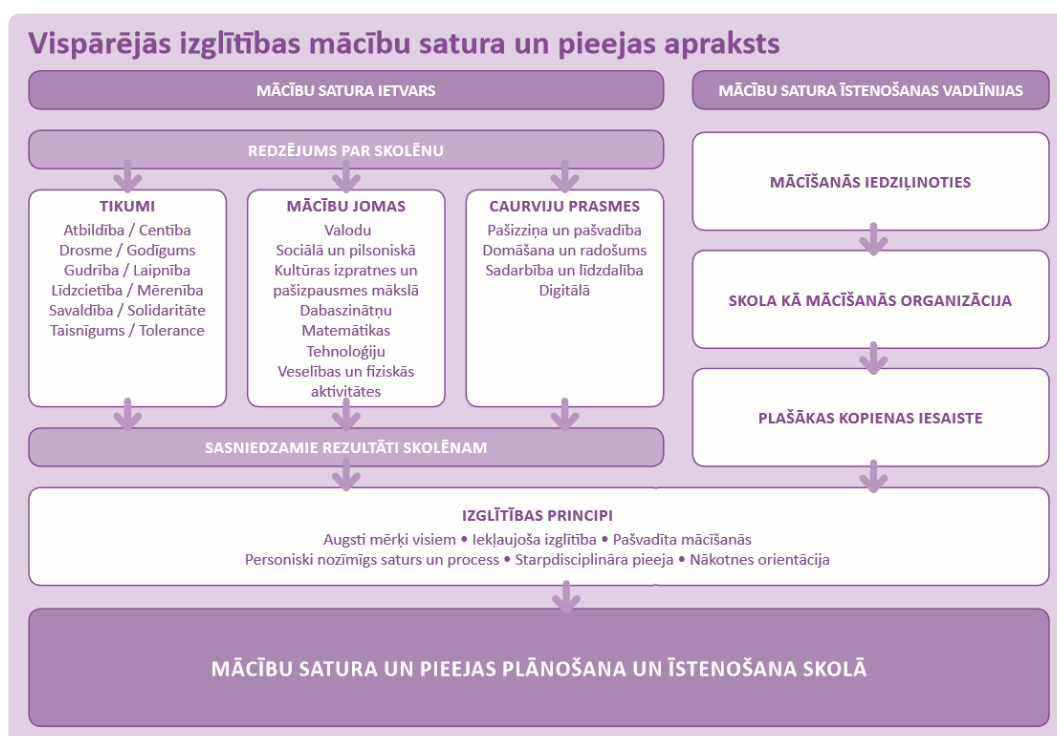 Vispārējās izglītības mācību satura un pieejas apraksts
MĀCĪBU SATURA IETVARS
REDZĒJUMS PAR SKOLĒNU
TIKUMI
Atbildība / Centība
Drosme / Godīgums
Gudrība / Laipnība
Līdzcietība / Mērenība
Savaldība / Solidaritāte
Taisnīgums / Tolerance
MĀCĪBU JOMAS
Valodu
Sociālā un pilsoniskā
Kultūras izpratnes un
pašizpausmes mākslā
Dabaszinātņu
Matemātikas
Tehnoloģiju
Veselības un fiziskās
aktivitātes
CAURVIJU PRASMES
Pašizziņa un pašvadība
Domāšana un radošums
Sadarbība un līdzdalība
Digitālā
SASNIEDZAMIE REZULTĀTI SKOLĒNAM
MĀCĪBU SATURA ĪSTENOŠANAS VADLĪNIJAS
MĀCĪŠANĀS IEDZIĻINOTIES
SKOLA KĀ MĀCĪŠANĀS ORGANIZĀCIJA
PLAŠĀKAS KOPIENAS IESAISTE
IZGLĪTĪBAS PRINCIPI
Augsti mērķi visiem • Iekļaujoša izglītība • Pašvadīta mācīšanās
Personiski nozīmīgs saturs un process • Starpdisciplināra pieeja • Nākotnes orientācija
MĀCĪBU SATURA UN PIEEJAS PLĀNOŠANA UN ĪSTENOŠANA SKOLĀ